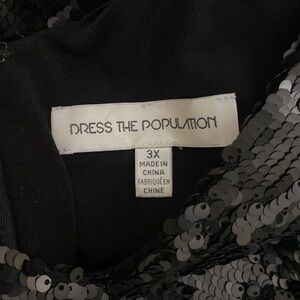 DRESS THE POPULATION
3X
MADE IN
CHINA
FABRIQUÉ EN
CHINE